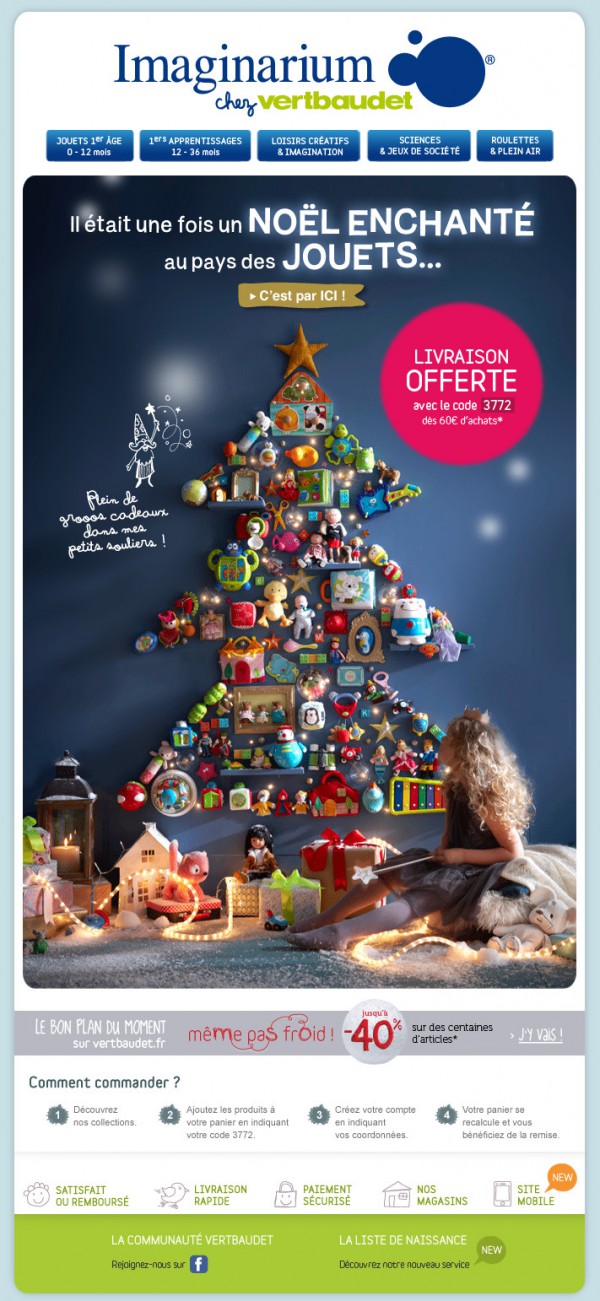 Imaginarium ®
chez vertbaudet
JOUETS 1er ÂGE
0 - 12 mois
1ers APPRENTISSAGES
12 - 36 mois
LOISIRS CRÉATIFS
& IMAGINATION
SCIENCES
& JEUX DE SOCIÉTÉ
ROULETTES
& PLEIN AIR
Il était une fois un NOËL ENCHANTÉ
au pays des JOUETS...
C'est par ICI !
LIVRAISON
OFFERTE
avec le code 3772
dès 60€ d'achats*
Plein de
grooos cadeaux
dans mes
petits souliers !
LE BON PLAN DU MOMENT
sur vertbaudet.fr
même pas froid !
jusqu'à
-40%
sur des centaines
d'articles*
> J'Y VAIS !
Comment commander ?
1 Découvrez
nos collections.
2 Ajoutez les produits à
votre panier en indiquant
votre code 3772.
3 Créez votre compte
en indiquant
vos coordonnées.
4 Votre panier se
recalcule et vous
bénéficiez de la remise.
SATISFAIT
OU REMBOURSÉ
LIVRAISON
RAPIDE
PAIEMENT
SÉCURISÉ
NOS
MAGASINS
SITE
MOBILE
NEW
LA COMMUNAUTÉ VERTBAUDET
Rejoignez-nous sur f
LA LISTE DE NAISSANCE
Découvrez notre nouveau service
NEW